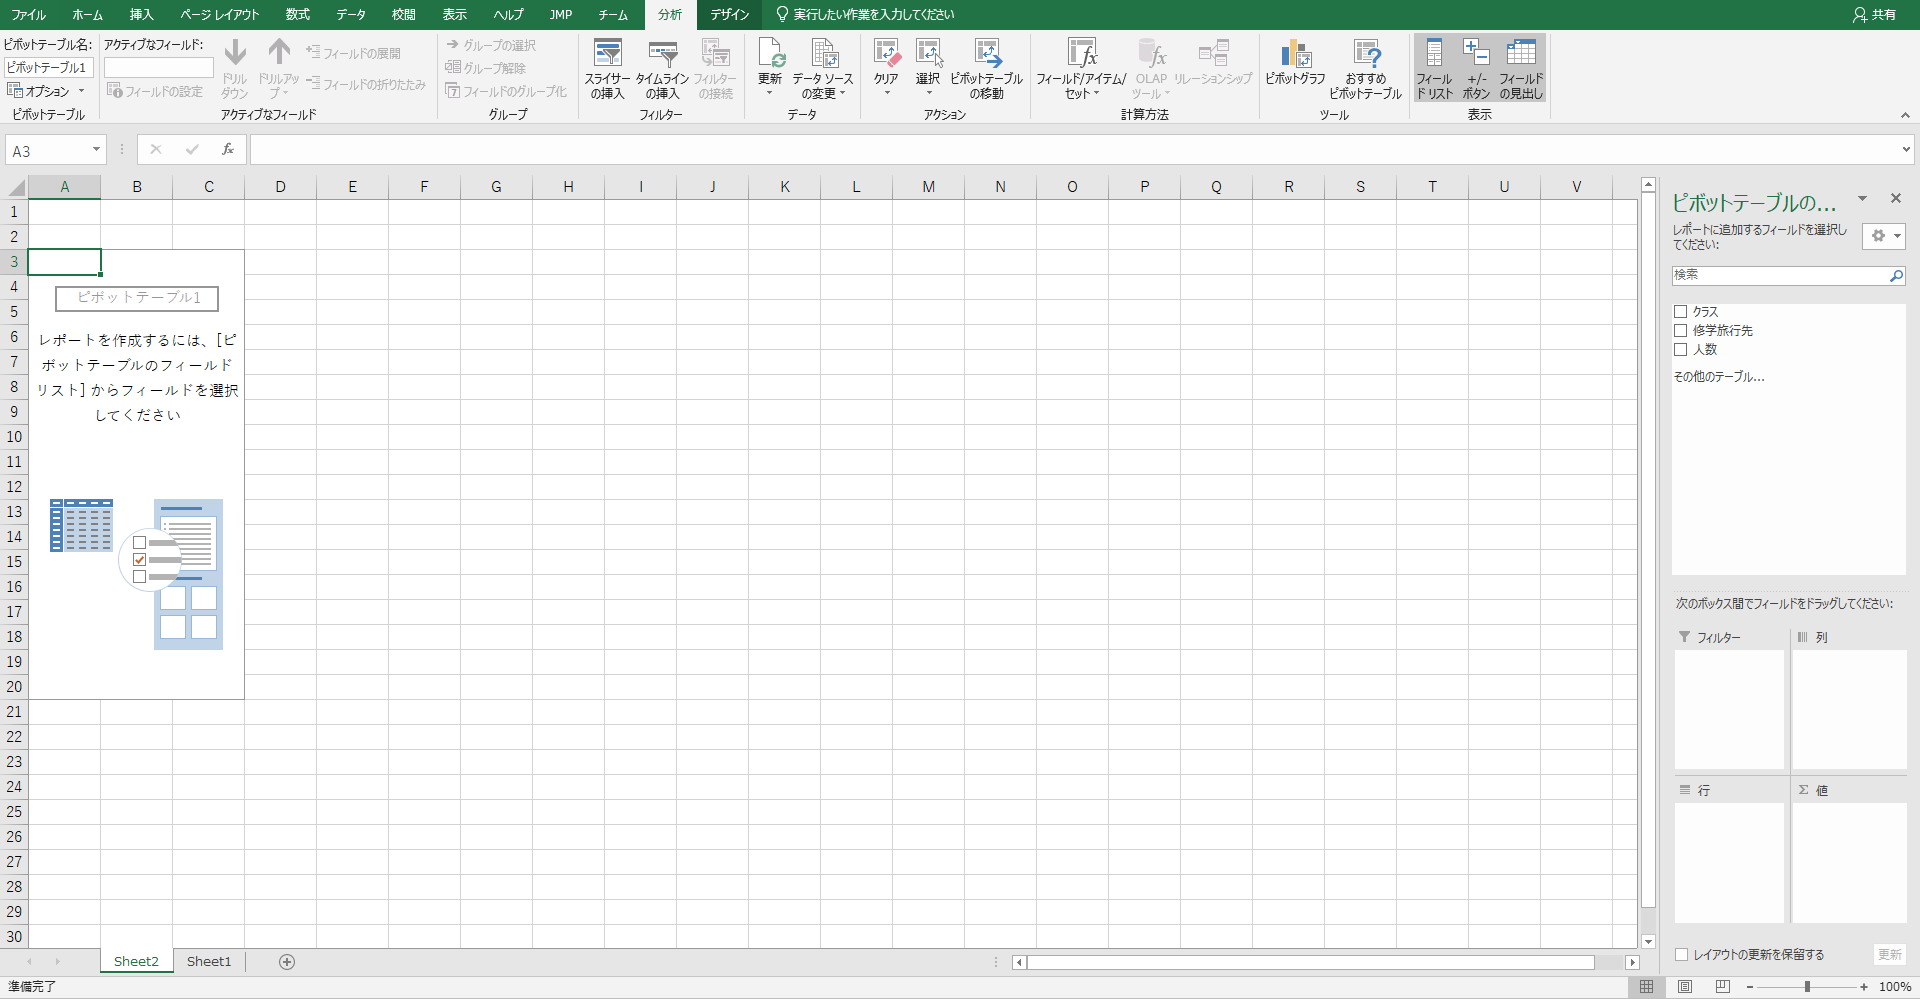 ファイル ホーム 挿入 ページ レイアウト 数式 データ 校閲 表示 ヘルプ JMP チーム 分析 デザイン 実行したい作業を入力してください 共有
ピボットテーブル名:
ピボットテーブル1
オプション
ピボットテーブル
アクティブなフィールド:
フィールドの設定
ドリル
ダウン
ドリルアッ
プ
フィールドの展開
フィールドの折りたたみ
アクティブなフィールド
グループの選択
グループ解除
フィールドのグループ化
グループ
スライサー
の挿入
タイムライン
の挿入
フィルター
の接続
フィルター
更新
データ ソース
の変更
データ
クリア
選択
ピボットテーブル
の移動
アクション
フィールド/アイテム/
セット
OLAP
ツール
リレーションシップ
計算方法
ピボットグラフ
おすすめ
ピボットテーブル
ツール
フィール
ド リスト
+/-
ボタン
フィールド
の見出し
表示
A3
fx
A B C D E F G H I J K L M N O P Q R S T U V
1
2
3
4
5
6
7
8
9
10
11
12
13
14
15
16
17
18
19
20
21
22
23
24
25
26
27
28
29
30
ピボットテーブル1
レポートを作成するには、[ピ
ボットテーブルのフィールド
リスト] からフィールドを選択
してください
ピボットテーブルの...
レポートに追加するフィールドを選択し
てください:
検索
クラス
修学旅行先
人数
その他のテーブル...
次のボックス間でフィールドをドラッグしてください:
フィルター
列
行
Σ 値
レイアウトの更新を保留する
更新
Sheet2 Sheet1
準備完了
100%